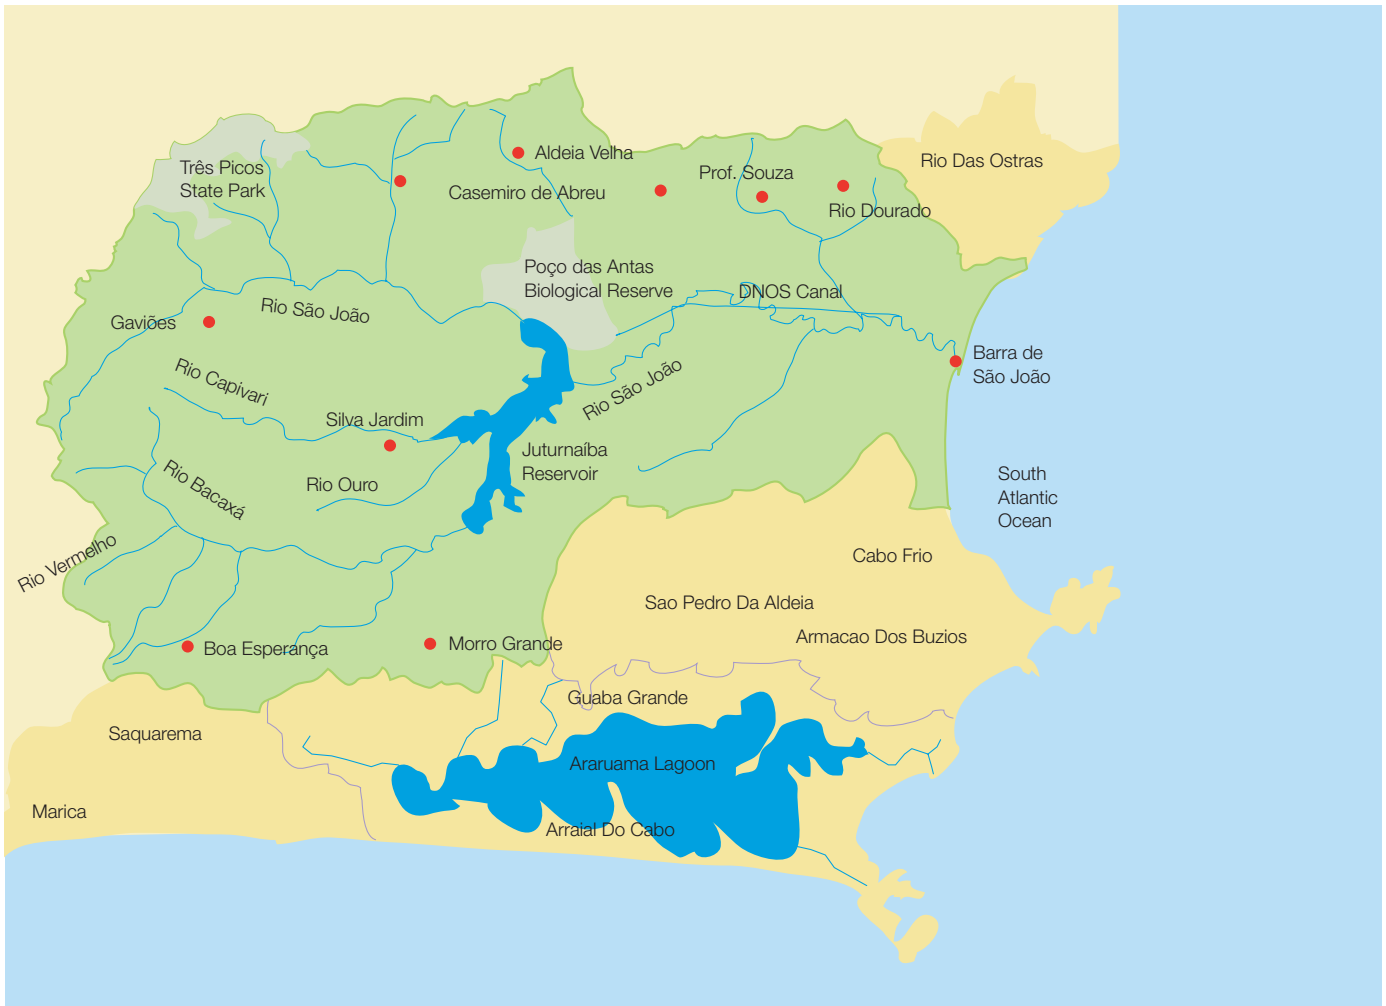 Aldeia Velha
Rio Das Ostras
Três Picos
State Park
Prof. Souza
Casemiro de Abreu
Rio Dourado
Poço das Antas
Biological Reserve
DNOS Canal
Rio São João
Gaviões
Barra de
São João
Rio Capivari
Rio São João
Silva Jardim
Juturnaíba
Reservoir
Rio Bacaxá
Rio Ouro
South
Atlantic
Ocean
Rio Vermelho
Cabo Frio
Sao Pedro Da Aldeia
Armacao Dos Buzios
Boa Esperança
Morro Grande
Guaba Grande
Saquarema
Araruama Lagoon
Marica
Arraial Do Cabo